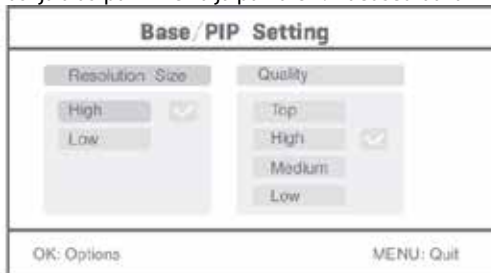 Base/PIP Setting
Resolution Size
High
Low
Quality
Top
High
Medium
Low
OK: Options
MENU: Quit